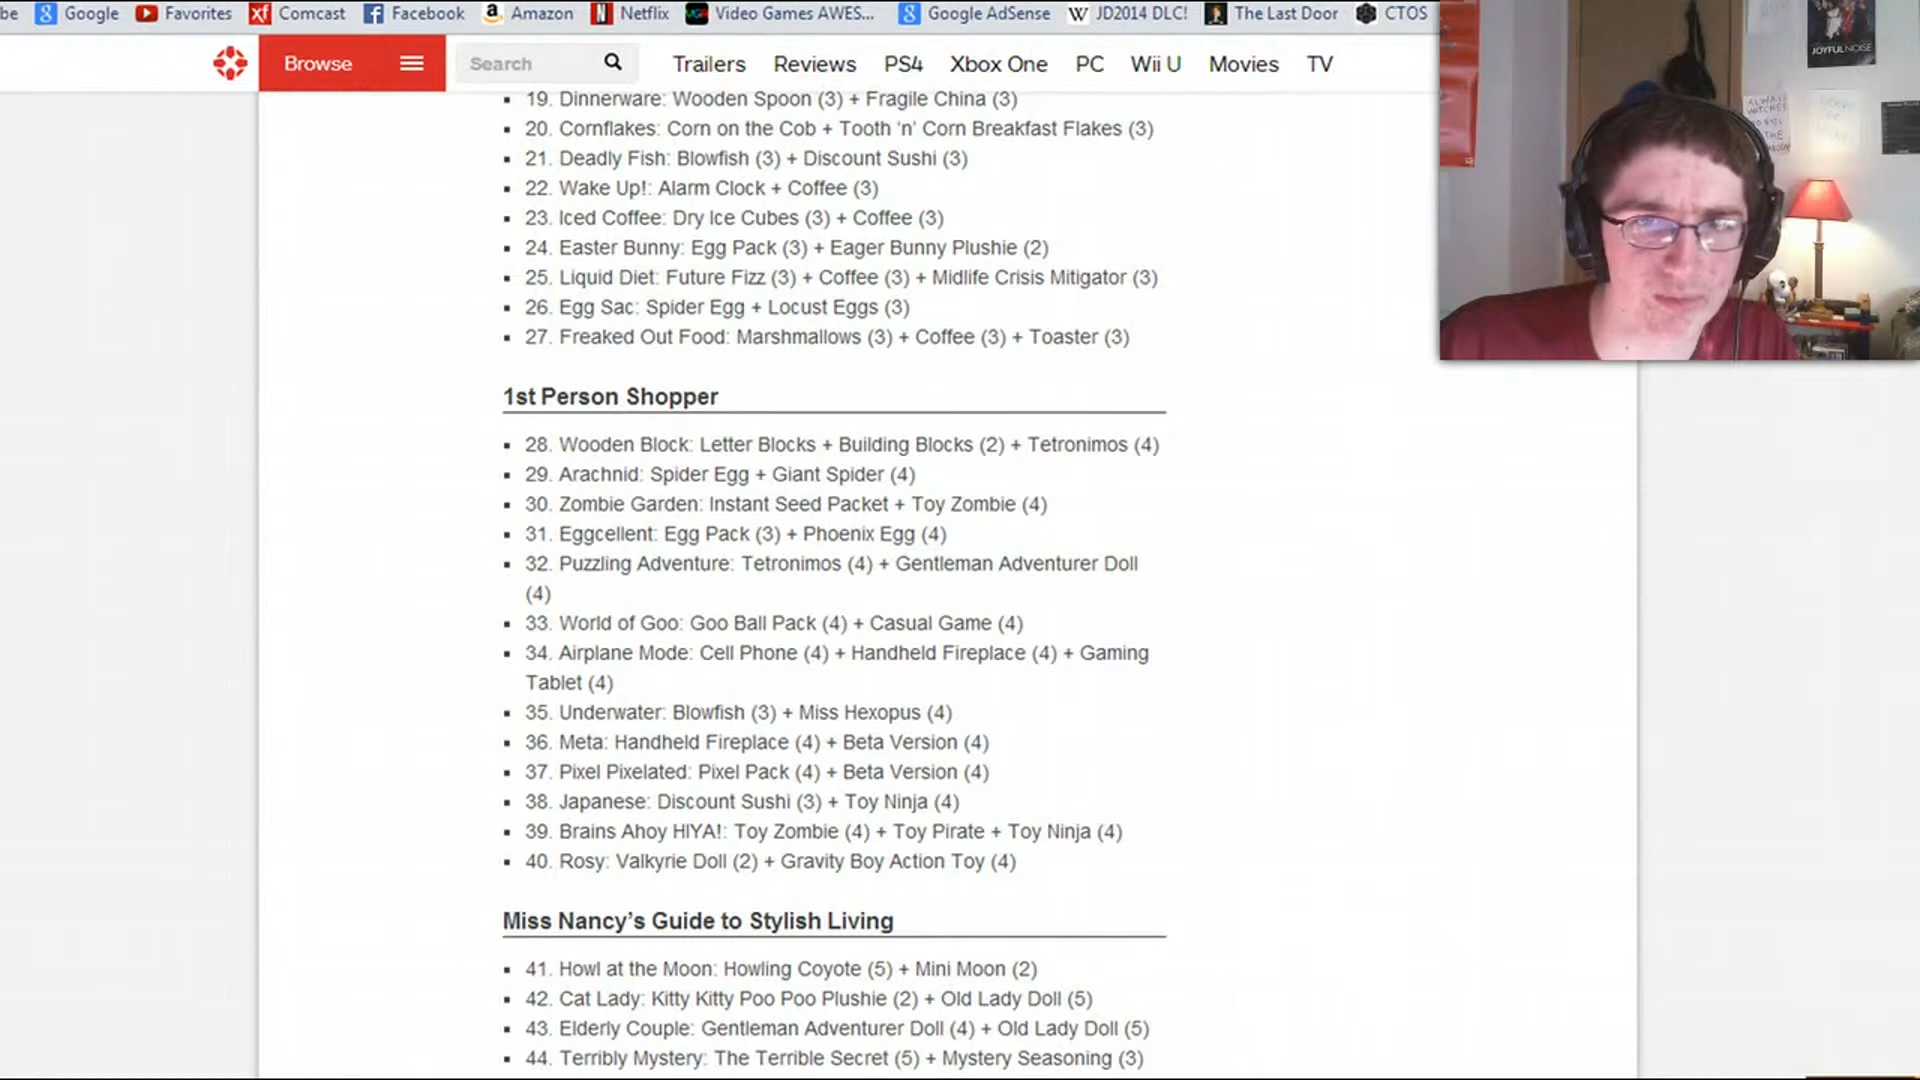 be Google Favorites Comcast Facebook Amazon Netflix Video Games AWES... Google AdSense JD2014 DLC! The Last Door CTOS
Browse Search Trailers Reviews PS4 Xbox One PC Wii U Movies TV
JOYFUL NOISE
19. Dinnerware: Wooden Spoon (3) + Fragile China (3)
20. Cornflakes: Corn on the Cob + Tooth ‘n’ Corn Breakfast Flakes (3)
21. Deadly Fish: Blowfish (3) + Discount Sushi (3)
22. Wake Up!: Alarm Clock + Coffee (3)
23. Iced Coffee: Dry Ice Cubes (3) + Coffee (3)
24. Easter Bunny: Egg Pack (3) + Eager Bunny Plushie (2)
25. Liquid Diet: Future Fizz (3) + Coffee (3) + Midlife Crisis Mitigator (3)
26. Egg Sac: Spider Egg + Locust Eggs (3)
27. Freaked Out Food: Marshmallows (3) + Coffee (3) + Toaster (3)
1st Person Shopper
28. Wooden Block: Letter Blocks + Building Blocks (2) + Tetronimos (4)
29. Arachnid: Spider Egg + Giant Spider (4)
30. Zombie Garden: Instant Seed Packet + Toy Zombie (4)
31. Eggcellent: Egg Pack (3) + Phoenix Egg (4)
32. Puzzling Adventure: Tetronimos (4) + Gentleman Adventurer Doll
(4)
33. World of Goo: Goo Ball Pack (4) + Casual Game (4)
34. Airplane Mode: Cell Phone (4) + Handheld Fireplace (4) + Gaming
Tablet (4)
35. Underwater: Blowfish (3) + Miss Hexopus (4)
36. Meta: Handheld Fireplace (4) + Beta Version (4)
37. Pixel Pixelated: Pixel Pack (4) + Beta Version (4)
38. Japanese: Discount Sushi (3) + Toy Ninja (4)
39. Brains Ahoy HIYA!: Toy Zombie (4) + Toy Pirate + Toy Ninja (4)
40. Rosy: Valkyrie Doll (2) + Gravity Boy Action Toy (4)
Miss Nancy’s Guide to Stylish Living
41. Howl at the Moon: Howling Coyote (5) + Mini Moon (2)
42. Cat Lady: Kitty Kitty Poo Poo Plushie (2) + Old Lady Doll (5)
43. Elderly Couple: Gentleman Adventurer Doll (4) + Old Lady Doll (5)
44. Terribly Mystery: The Terrible Secret (5) + Mystery Seasoning (3)